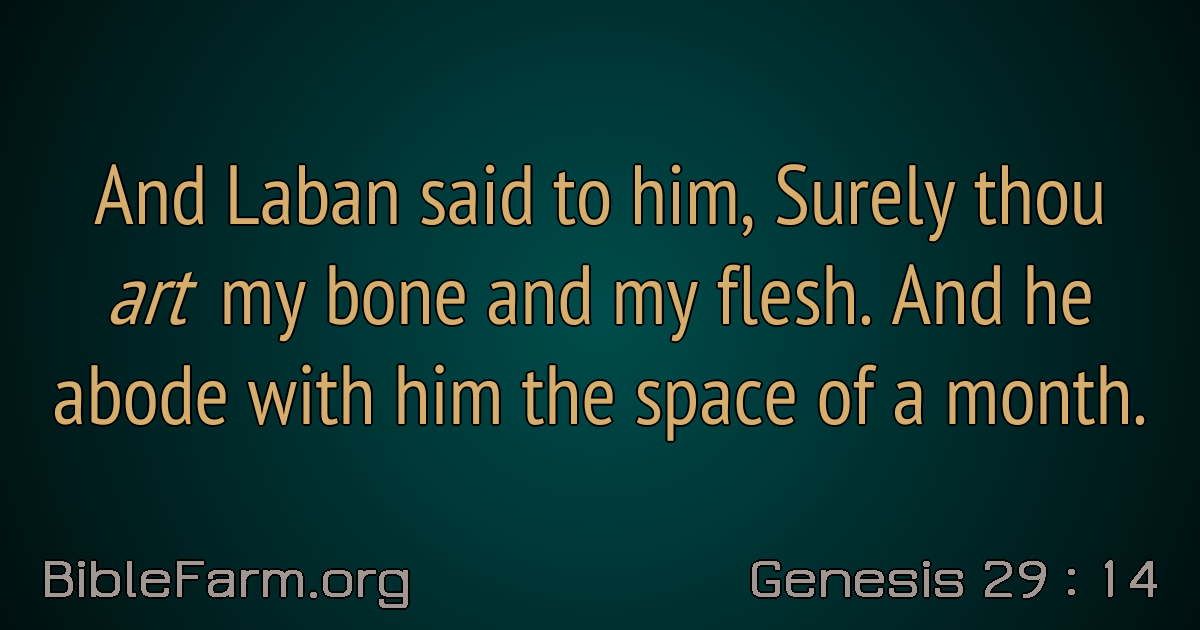 And Laban said to him, Surely thou
art my bone and my flesh. And he
abode with him the space of a month.
BibleFarm.org
Genesis 29 : 14